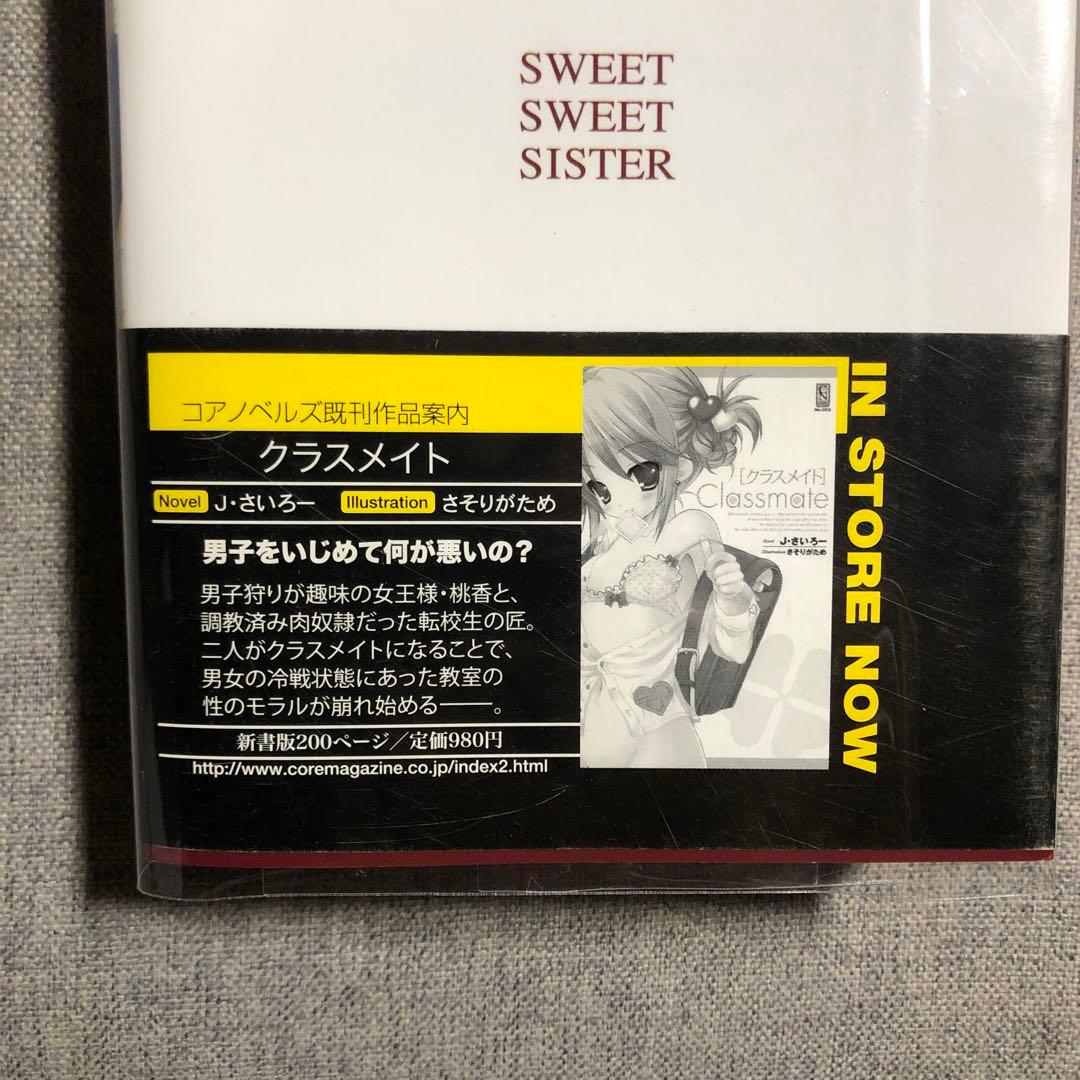 SWEET
SWEET
SISTER
コアノベルズ既刊作品案内
クラスメイト
Novel J・さいろー Illustration さそりがため
男子をいじめて何が悪いの?
男子狩りが趣味の女王様・桃香と、
調教済み肉奴隷だった転校生の匠。
二人がクラスメイトになることで、
男女の冷戦状態にあった教室の
性のモラルが崩れ始める――。
新書版200ページ/定価980円
http://www.coremagazine.co.jp/index2.html
[クラスメイト]
Classmate
Novel J・さいろー
Illustration さそりがため
IN STORE NOW